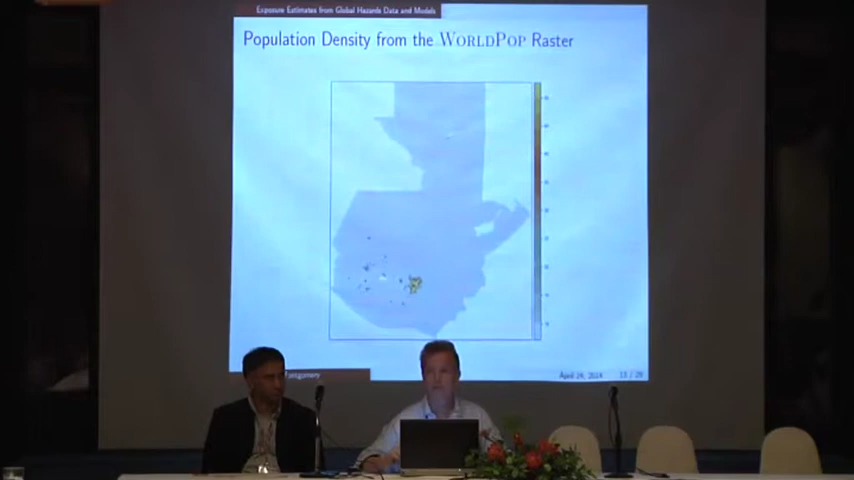 Exposure Estimates from Global Hazards Data and Models
Population Density from the WORLDPOP Raster
April 24, 2014 13 / 29